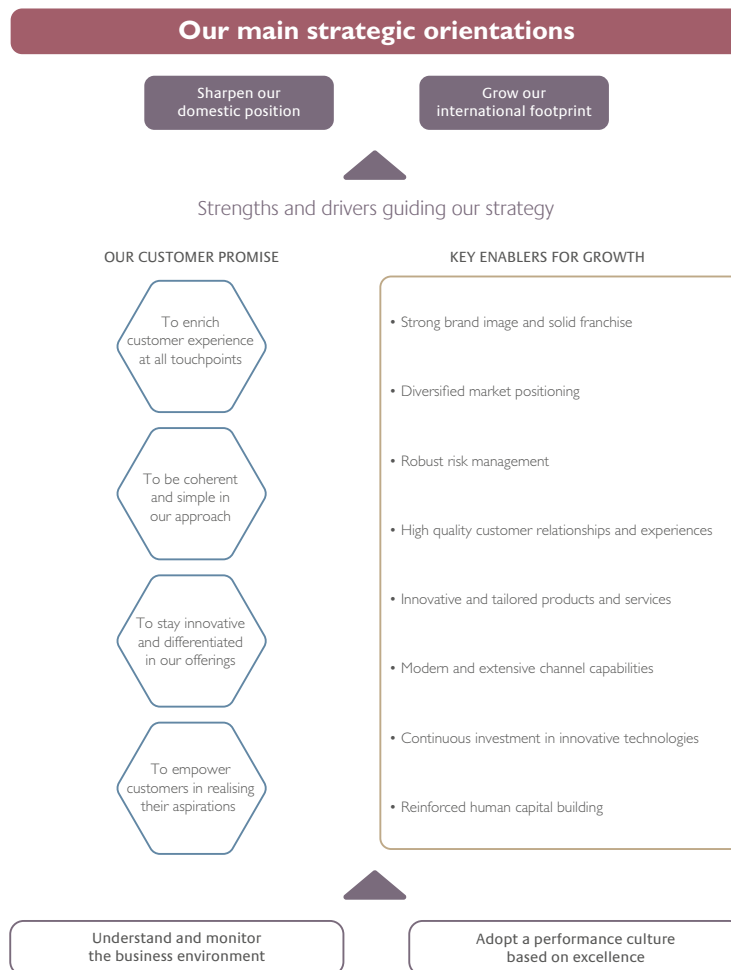 Our main strategic orientations
Sharpen our
domestic position
Grow our
international footprint
Strengths and drivers guiding our strategy
OUR CUSTOMER PROMISE
To enrich
customer experience
at all touchpoints
To be coherent
and simple in
our approach
To stay innovative
and differentiated
in our offerings
To empower
customers in realising
their aspirations
KEY ENABLERS FOR GROWTH
• Strong brand image and solid franchise
• Diversified market positioning
• Robust risk management
• High quality customer relationships and experiences
• Innovative and tailored products and services
• Modern and extensive channel capabilities
• Continuous investment in innovative technologies
• Reinforced human capital building
Understand and monitor
the business environment
Adopt a performance culture
based on excellence